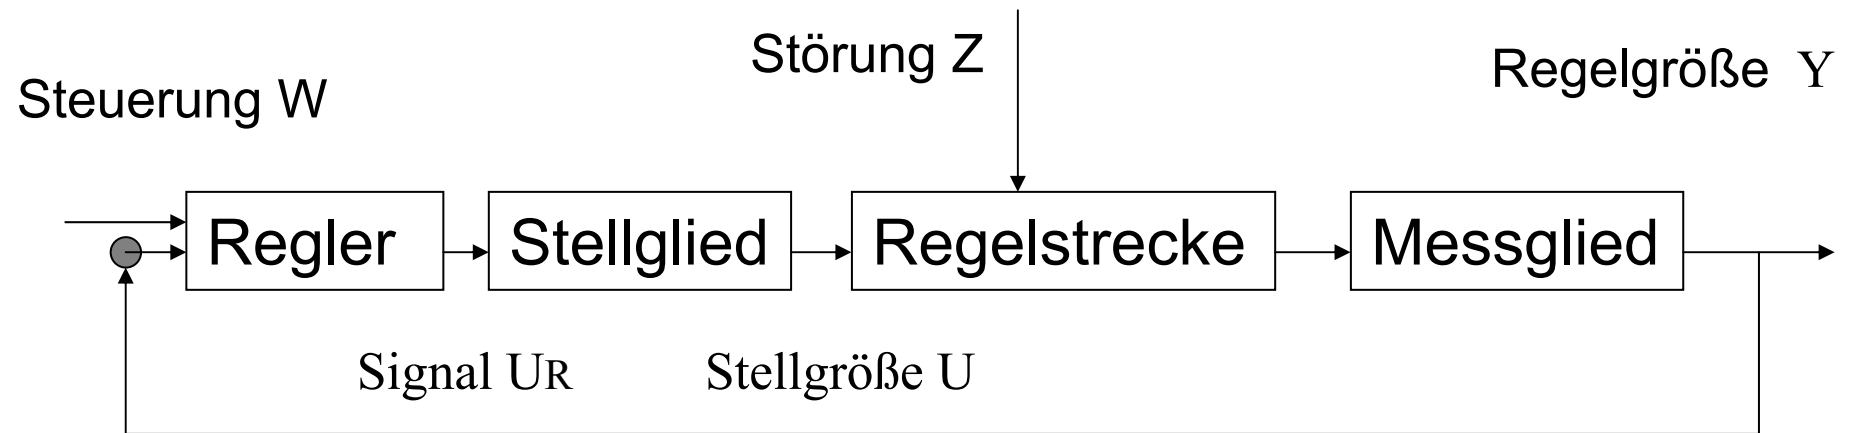 Störung Z
Regelgröße Y
Steuerung W
Regler
Stellglied
Regelstrecke
Messglied
Signal UR
Stellgröße U